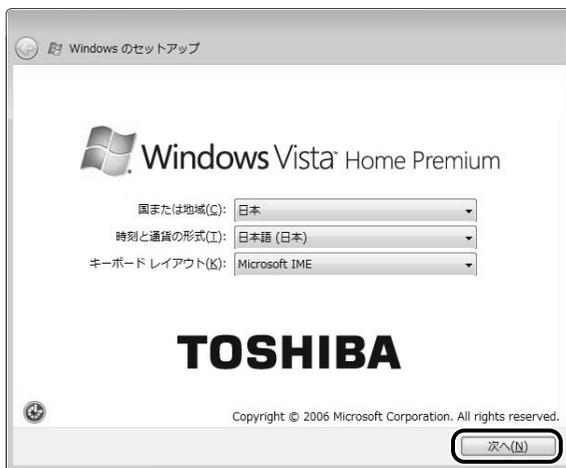 Windows のセットアップ
Windows Vista™ Home Premium
国または地域(C): 日本
時刻と通貨の形式(T): 日本語 (日本)
キーボード レイアウト(K): Microsoft IME
TOSHIBA
Copyright © 2006 Microsoft Corporation. All rights reserved.
次へ(N)